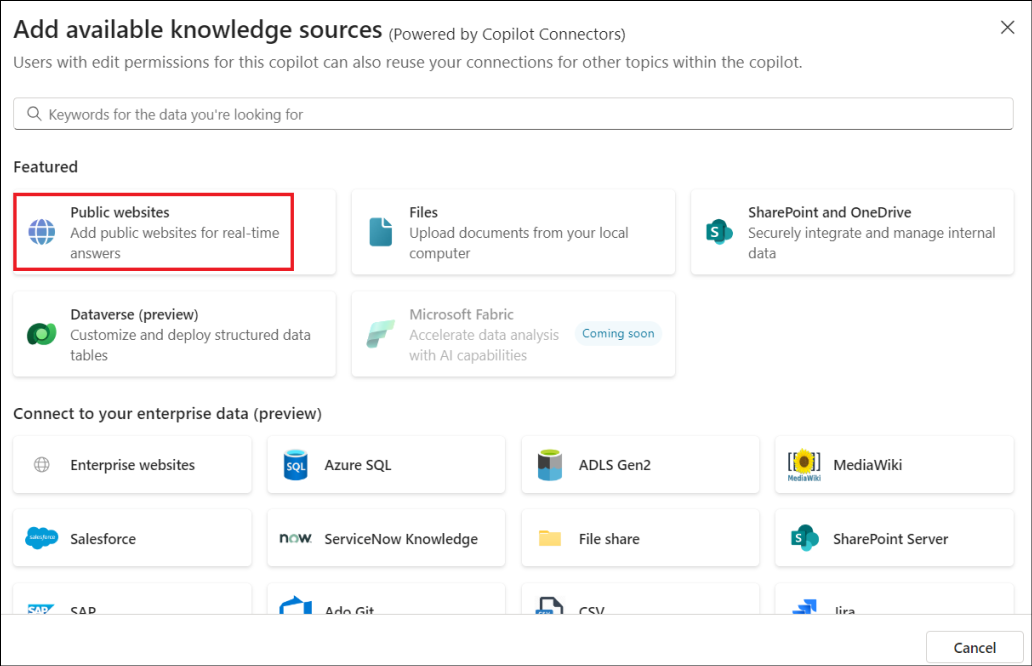 Add available knowledge sources (Powered by Copilot Connectors)
Users with edit permissions for this copilot can also reuse your connections for other topics within the copilot.
Keywords for the data you're looking for
Featured
Public websites
Add public websites for real-time
answers
Files
Upload documents from your local
computer
SharePoint and OneDrive
Securely integrate and manage internal
data
Dataverse (preview)
Customize and deploy structured data
tables
Microsoft Fabric
Accelerate data analysis
with AI capabilities
Coming soon
Connect to your enterprise data (preview)
Enterprise websites
SQL
Azure SQL
ADLS Gen2
MediaWiki
MediaWiki
salesforce
Salesforce
now.
ServiceNow Knowledge
File share
S
SharePoint Server
SAP
SAP
Ado Git
CSV
Jira
Cancel